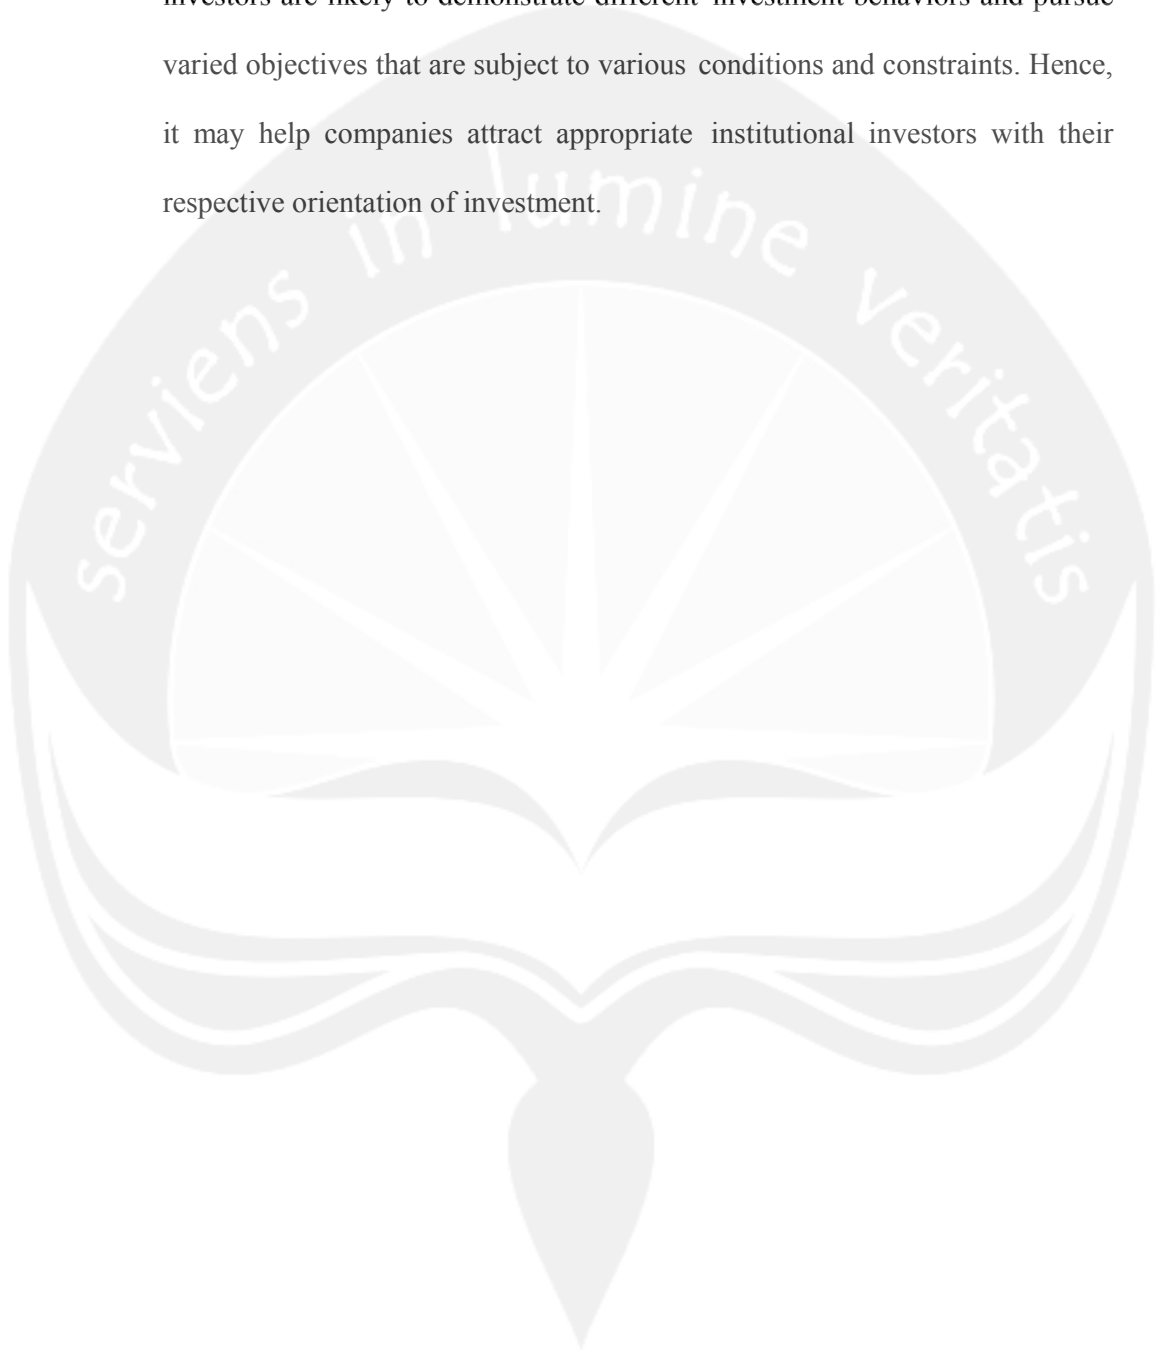 investors are likely to demonstrate different investment behaviors and pursue
varied objectives that are subject to various conditions and constraints. Hence,
it may help companies attract appropriate institutional investors with their
respective orientation of investment.
serviens in lumine veritatis